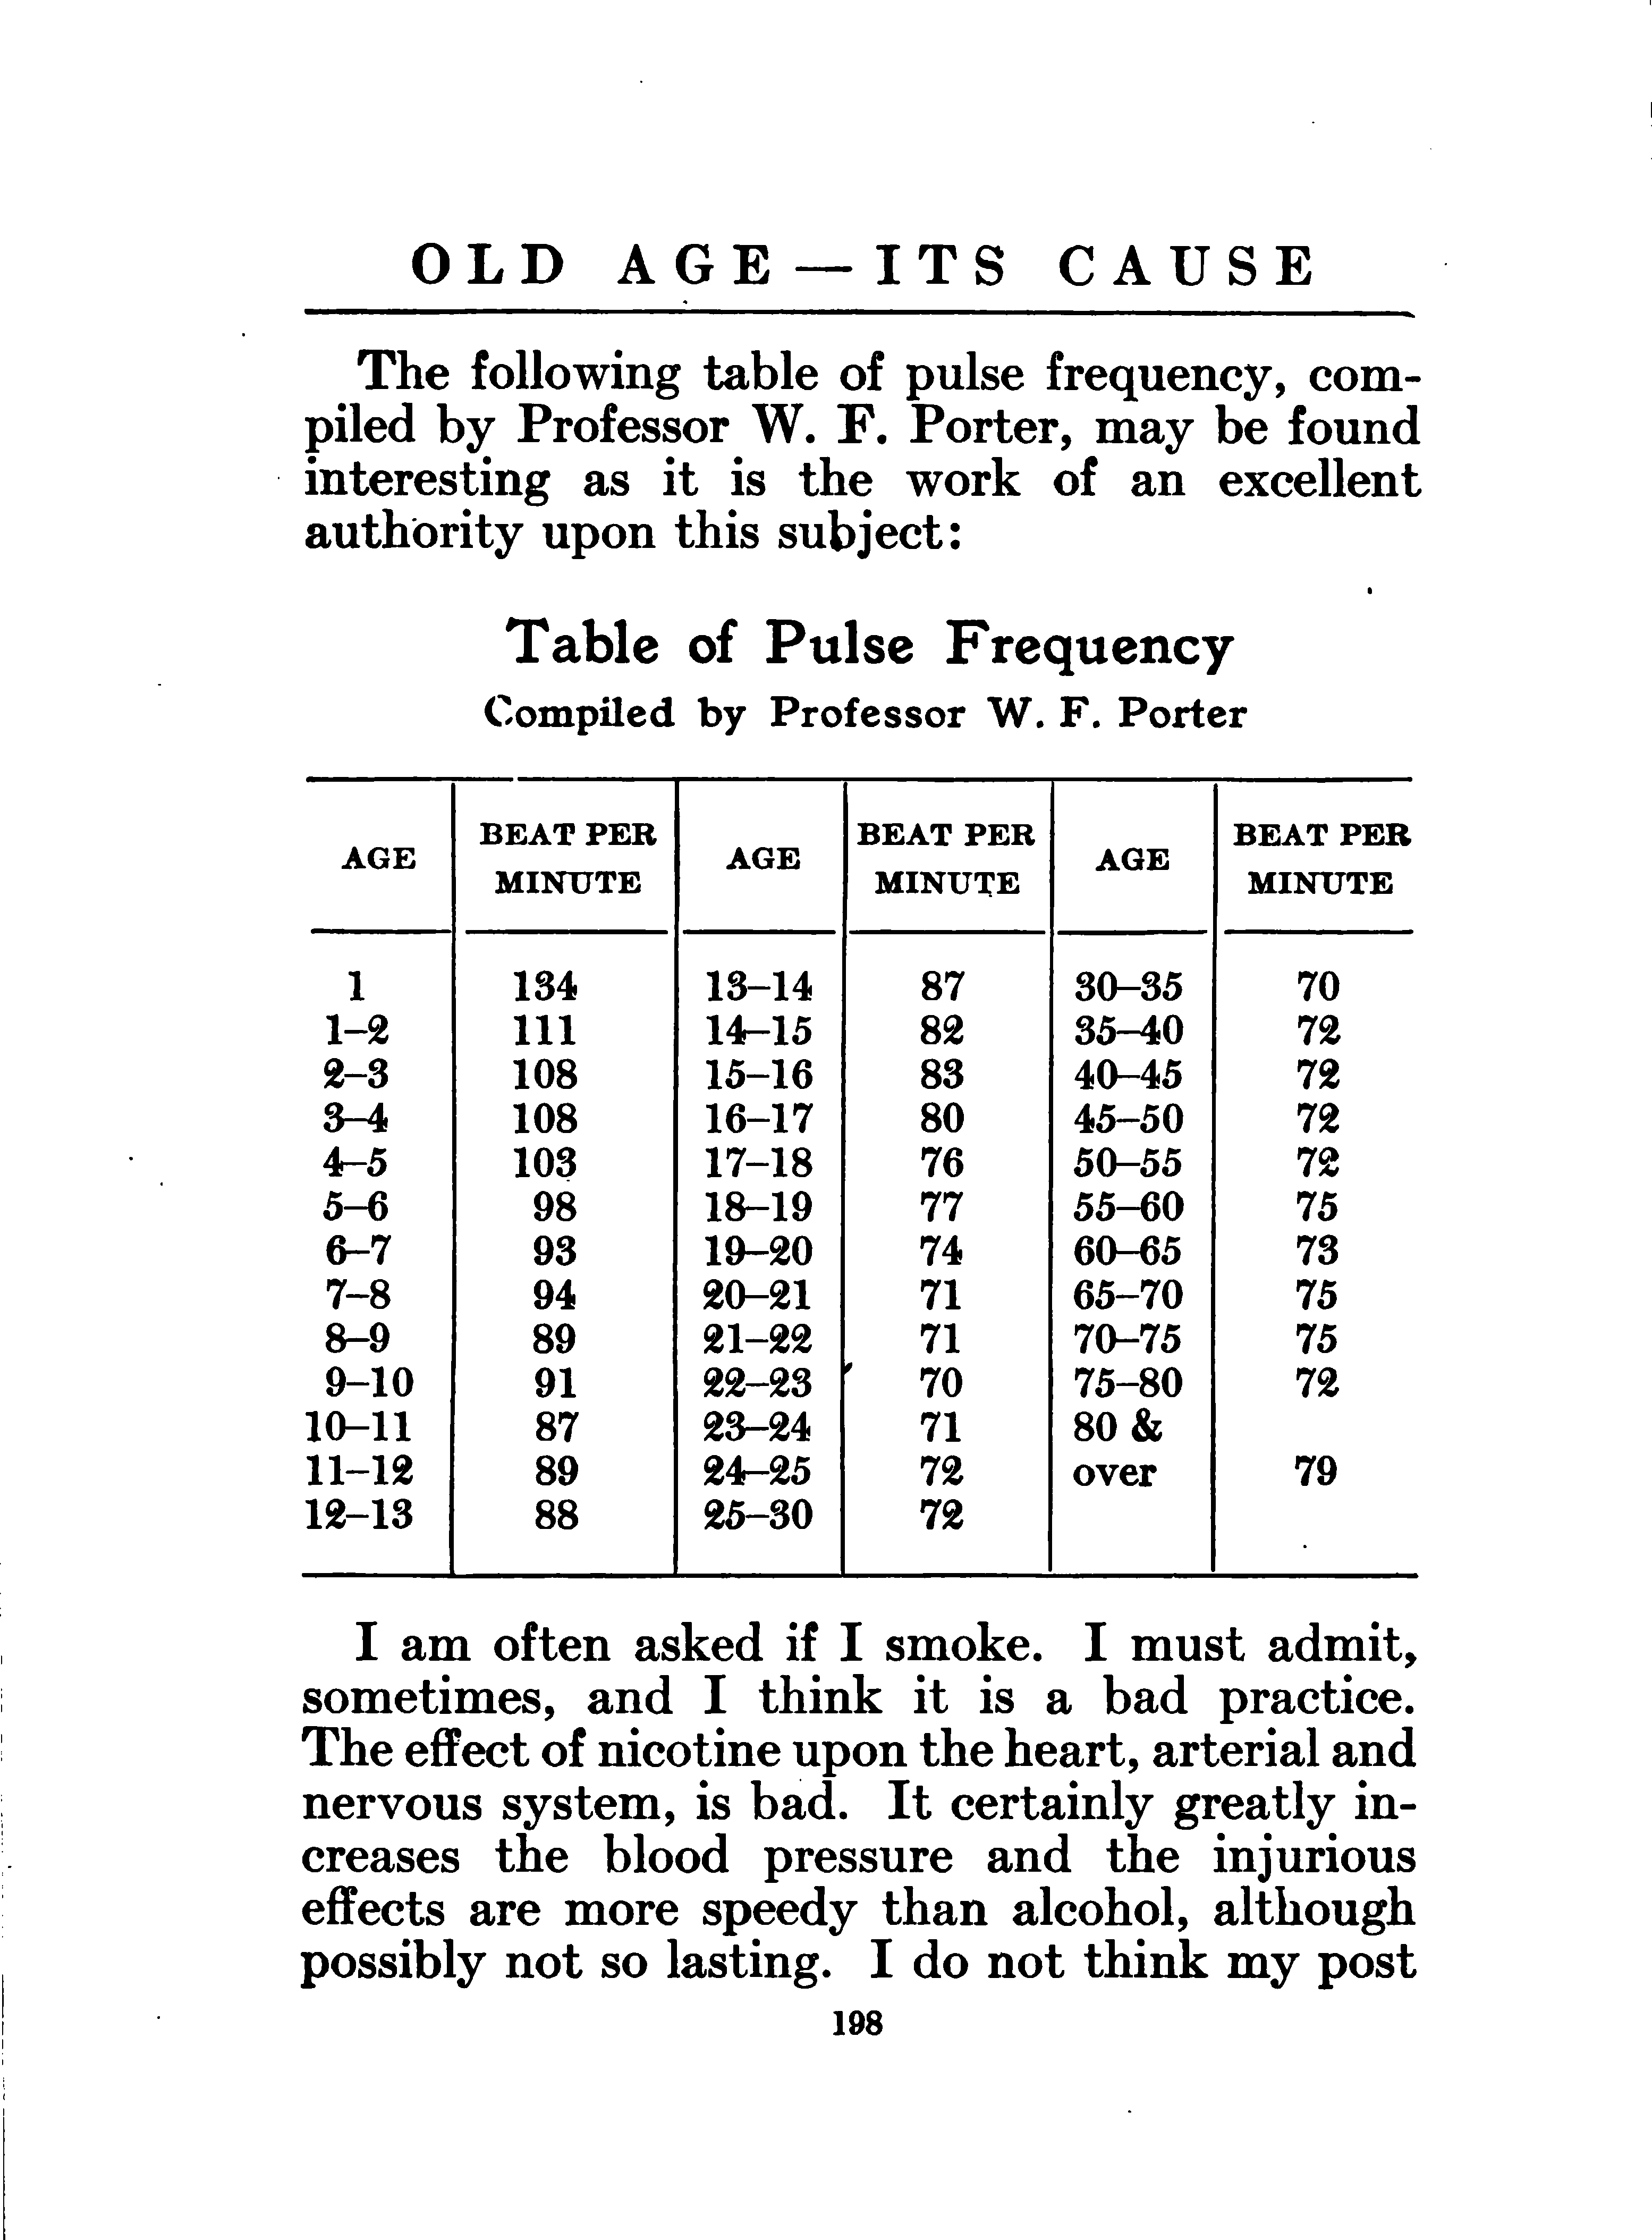 OLD AGE—ITS CAUSE
The following table of pulse frequency, com-
piled by Professor W. F. Porter, may be found
interesting as it is the work of an excellent
authority upon this subject:
Table of Pulse Frequency
Compiled by Professor W. F. Porter
AGE BEAT PER MINUTE AGE BEAT PER MINUTE AGE BEAT PER MINUTE
1 134 13–14 87 30–35 70
1–2 111 14–15 82 35–40 72
2–3 108 15–16 83 40–45 72
3–4 108 16–17 80 45–50 72
4–5 103 17–18 76 50–55 72
5–6 98 18–19 77 55–60 75
6–7 93 19–20 74 60–65 73
7–8 94 20–21 71 65–70 75
8–9 89 21–22 71 70–75 75
9–10 91 22–23 70 75–80 72
10–11 87 23–24 71 80 &
11–12 89 24–25 72 over 79
12–13 88 25–30 72
I am often asked if I smoke. I must admit,
sometimes, and I think it is a bad practice.
The effect of nicotine upon the heart, arterial and
nervous system, is bad. It certainly greatly in-
creases the blood pressure and the injurious
effects are more speedy than alcohol, although
possibly not so lasting. I do not think my post
198